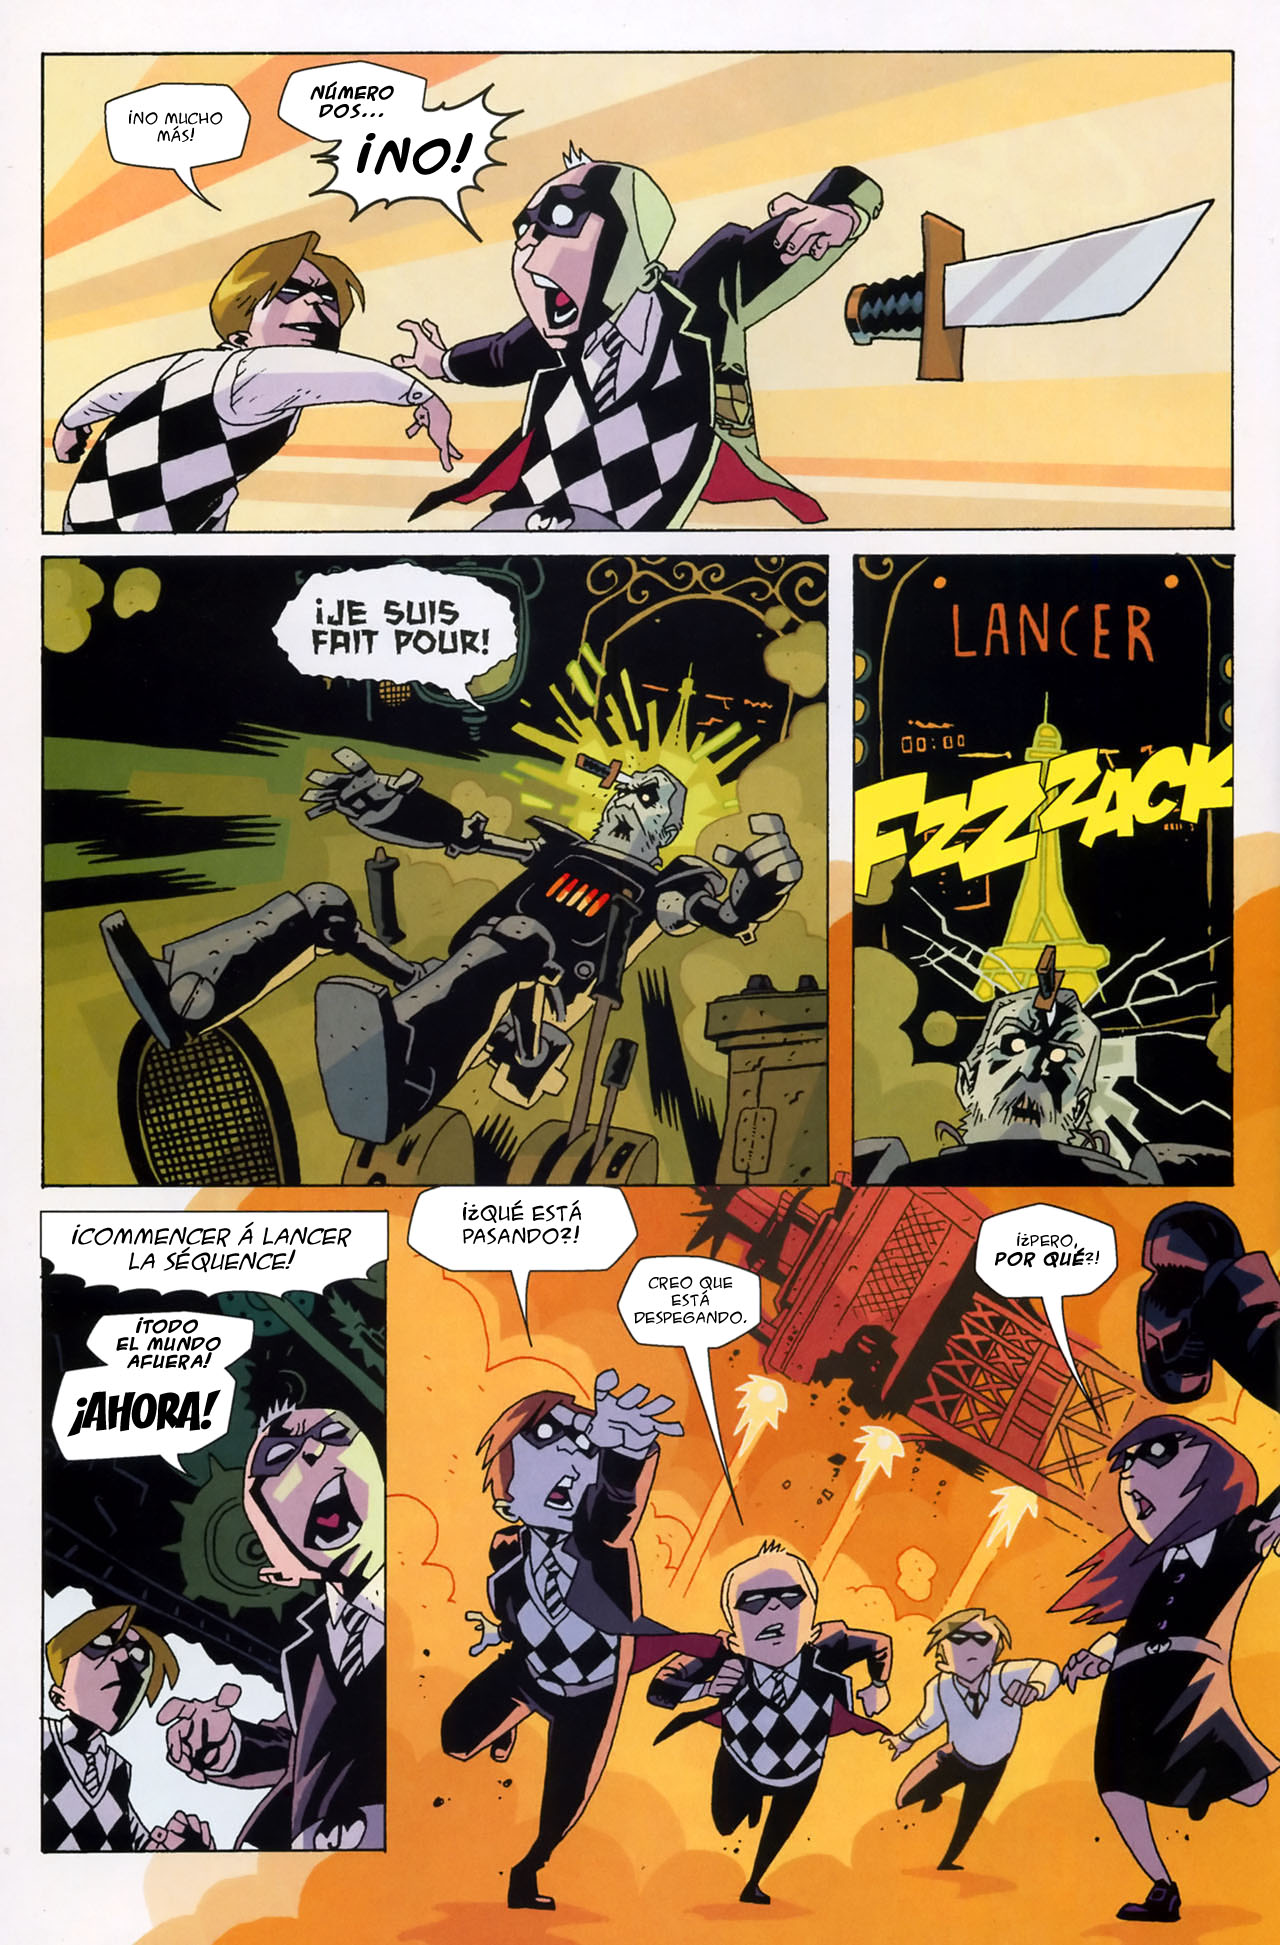 ¡NO MUCHO
MÁS!
NÚMERO
DOS...
¡NO!
¡JE SUIS
FAIT POUR!
LANCER
00:00
FZZZZACK
¡COMMENCER Á LANCER
LA SÉQUENCE!
¡TODO
EL MUNDO
AFUERA!
¡AHORA!
¡¿QUÉ ESTÁ
PASANDO?!
CREO QUE
ESTÁ
DESPEGANDO.
¡¿PERO,
POR QUÉ?!